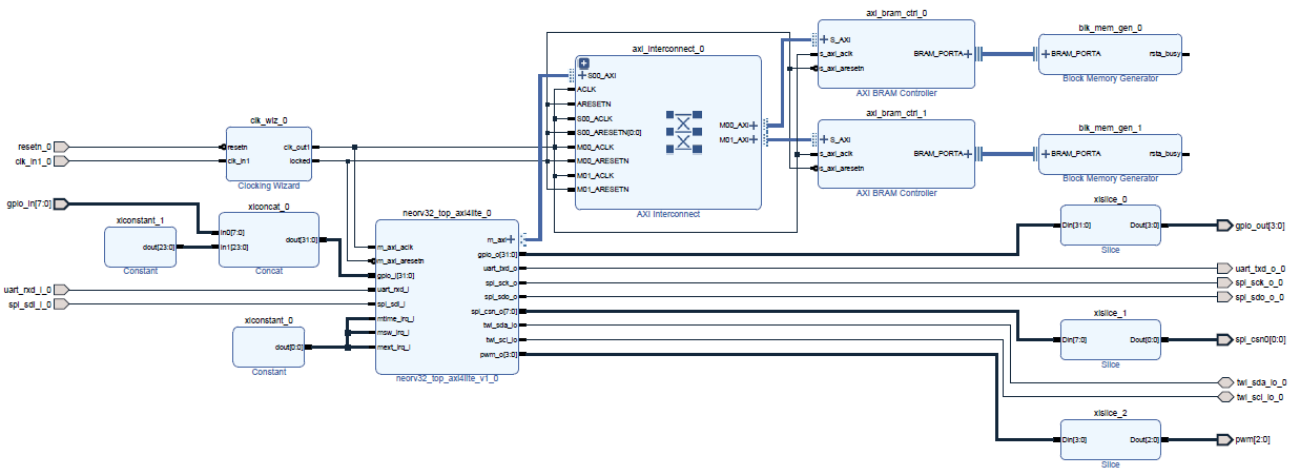 resetn_0
clk_in1_0
gpio_in[7:0]
uart_rxd_i_0
spi_sdi_i_0
clk_wiz_0
resetn
clk_in1
clk_out1
locked
Clocking Wizard
xlconstant_1
dout[23:0]
Constant
xlconcat_0
In0[7:0]
In1[23:0]
dout[31:0]
Concat
xlconstant_0
dout[0:0]
Constant
neorv32_top_axi4lite_0
m_axi_aclk
m_axi_aresetn
gpio_i[31:0]
uart_rxd_i
spi_sdi_i
mtime_irq_i
msw_irq_i
mext_irq_i
m_axi
gpio_o[31:0]
uart_txd_o
spi_sck_o
spi_sdo_o
spi_csn_o[7:0]
twi_sda_io
twi_scl_io
pwm_o[3:0]
neorv32_top_axi4lite_v1_0
axi_interconnect_0
S00_AXI
ACLK
ARESETN
S00_ACLK
S00_ARESETN[0:0]
M00_ACLK
M00_ARESETN
M01_ACLK
M01_ARESETN
M00_AXI
M01_AXI
AXI Interconnect
axi_bram_ctrl_0
S_AXI
s_axi_aclk
s_axi_aresetn
BRAM_PORTA
AXI BRAM Controller
axi_bram_ctrl_1
S_AXI
s_axi_aclk
s_axi_aresetn
BRAM_PORTA
AXI BRAM Controller
blk_mem_gen_0
BRAM_PORTA
rsta_busy
Block Memory Generator
blk_mem_gen_1
BRAM_PORTA
rsta_busy
Block Memory Generator
xlslice_0
Din[31:0]
Dout[3:0]
Slice
xlslice_1
Din[7:0]
Dout[0:0]
Slice
xlslice_2
Din[3:0]
Dout[2:0]
Slice
gpio_out[3:0]
uart_txd_o_0
spi_sck_o_0
spi_sdo_o_0
spi_csn0[0:0]
twi_sda_io_0
twi_scl_io_0
pwm[2:0]